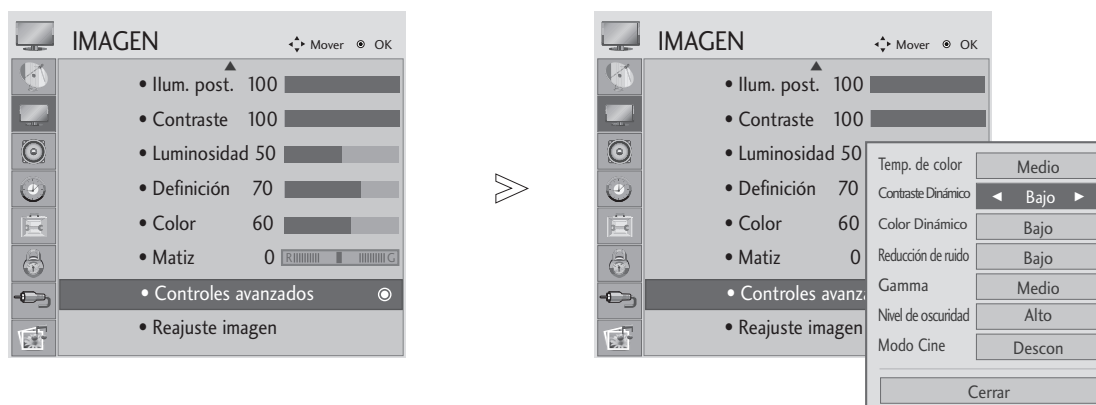 IMAGEN Mover OK
• Ilum. post. 100
• Contraste 100
• Luminosidad 50
• Definición 70
• Color 60
• Matiz 0 R G
• Controles avanzados
• Reajuste imagen
IMAGEN Mover OK
• Ilum. post. 100
• Contraste 100
• Luminosidad 50
• Definición 70
• Color 60
• Matiz 0
• Controles avanza
• Reajuste imagen
Temp. de color Medio
Contraste Dinámico ◄ Bajo ►
Color Dinámico Bajo
Reducción de ruido Bajo
Gamma Medio
Nivel de oscuridad Alto
Modo Cine Descon
Cerrar